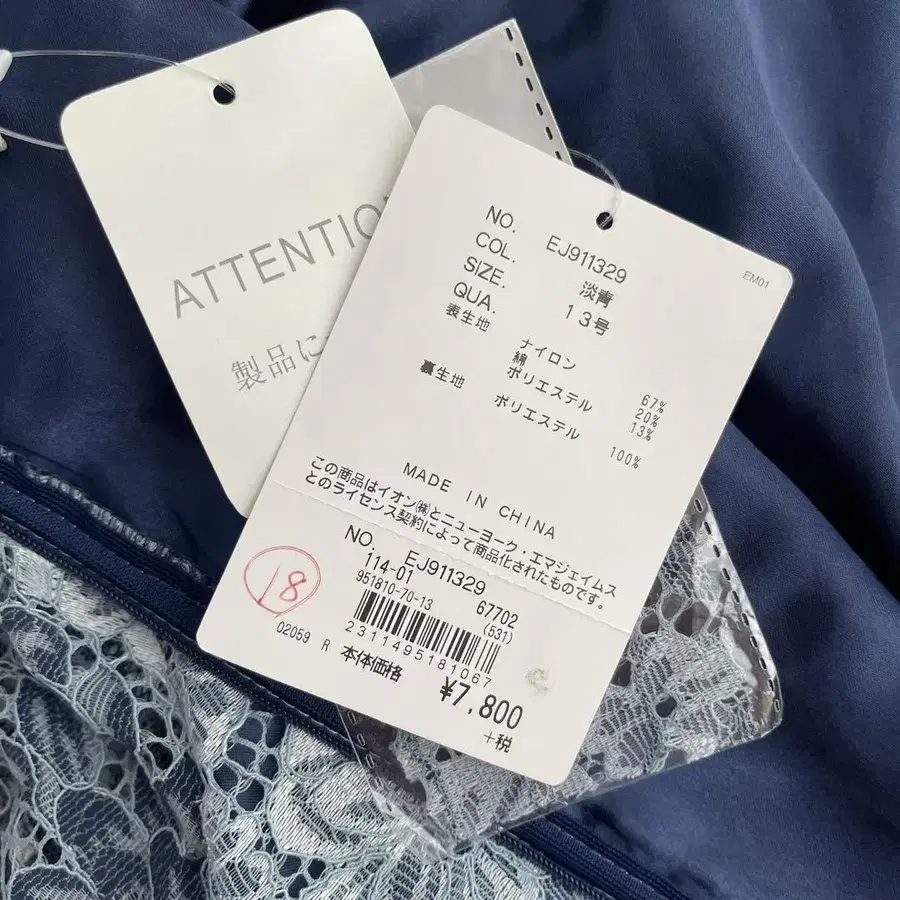 ATTENTIO
製品に
EM01
NO. EJ911329
COL. 淡青
SIZE. 13号
QUA.
表生地 ナイロン 67%
綿 20%
ポリエステル 13%
裏生地 ポリエステル 100%
MADE IN CHINA
この商品はイオン㈱とニューヨーク・エマジェイムス
とのライセンス契約によって商品化されたものです。
NO. EJ911329
114-01 67702
951810-70-13 (531)
18
2311495181067
02059 R 本体価格
¥7,800
+税